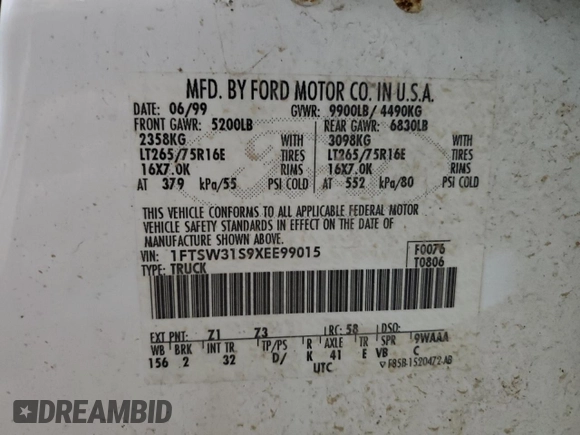 MFD. BY FORD MOTOR CO. IN U.S.A.
DATE: 06/99 GVWR: 9900LB/ 4490KG
FRONT GAWR: 5200LB REAR GAWR: 6830LB
2358KG WITH 3098KG WITH
LT265/75R16E TIRES LT265/75R16E TIRES
16X7.0K RIMS 16X7.0K RIMS
AT 379 kPa/55 PSI COLD AT 552 kPa/80 PSI COLD
THIS VEHICLE CONFORMS TO ALL APPLICABLE FEDERAL MOTOR
VEHICLE SAFETY STANDARDS IN EFFECT ON THE DATE OF
MANUFACTURE SHOWN ABOVE.
VIN: 1FTSW31S9XEE99015 F0076
TYPE: TRUCK T0806
EXT PNT: Z1 Z3 RC: 58 DSO:
WB BRK INT TR TP/PS R AXLE TR SPR 9WAAA
156 2 32 D/ K 41 E VB C
UTC F85B-1520472-AB
DREAMBID